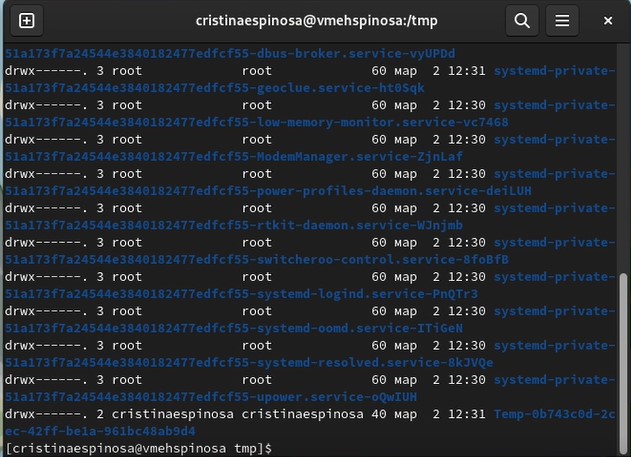 cristinaespinosa@vmehspinosa:/tmp
51a173f7a24544e3840182477edfcf55-dbus-broker.service-vyUPDd
drwx------. 3 root             root             60 мар  2 12:31 systemd-private-
51a173f7a24544e3840182477edfcf55-geoclue.service-ht0Sqk
drwx------. 3 root             root             60 мар  2 12:30 systemd-private-
51a173f7a24544e3840182477edfcf55-low-memory-monitor.service-vc7468
drwx------. 3 root             root             60 мар  2 12:30 systemd-private-
51a173f7a24544e3840182477edfcf55-ModemManager.service-ZjnLaf
drwx------. 3 root             root             60 мар  2 12:30 systemd-private-
51a173f7a24544e3840182477edfcf55-power-profiles-daemon.service-deiLUH
drwx------. 3 root             root             60 мар  2 12:30 systemd-private-
51a173f7a24544e3840182477edfcf55-rtkit-daemon.service-WJnjmb
drwx------. 3 root             root             60 мар  2 12:30 systemd-private-
51a173f7a24544e3840182477edfcf55-switcheroo-control.service-8foBfB
drwx------. 3 root             root             60 мар  2 12:30 systemd-private-
51a173f7a24544e3840182477edfcf55-systemd-logind.service-PnQTr3
drwx------. 3 root             root             60 мар  2 12:30 systemd-private-
51a173f7a24544e3840182477edfcf55-systemd-oomd.service-ITiGeN
drwx------. 3 root             root             60 мар  2 12:30 systemd-private-
51a173f7a24544e3840182477edfcf55-systemd-resolved.service-8kJVQe
drwx------. 3 root             root             60 мар  2 12:30 systemd-private-
51a173f7a24544e3840182477edfcf55-upower.service-oQwIUH
drwx------. 2 cristinaespinosa cristinaespinosa 40 мар  2 12:31 Temp-0b743c0d-2c
ec-42ff-be1a-961bc48ab9d4
[cristinaespinosa@vmehspinosa tmp]$